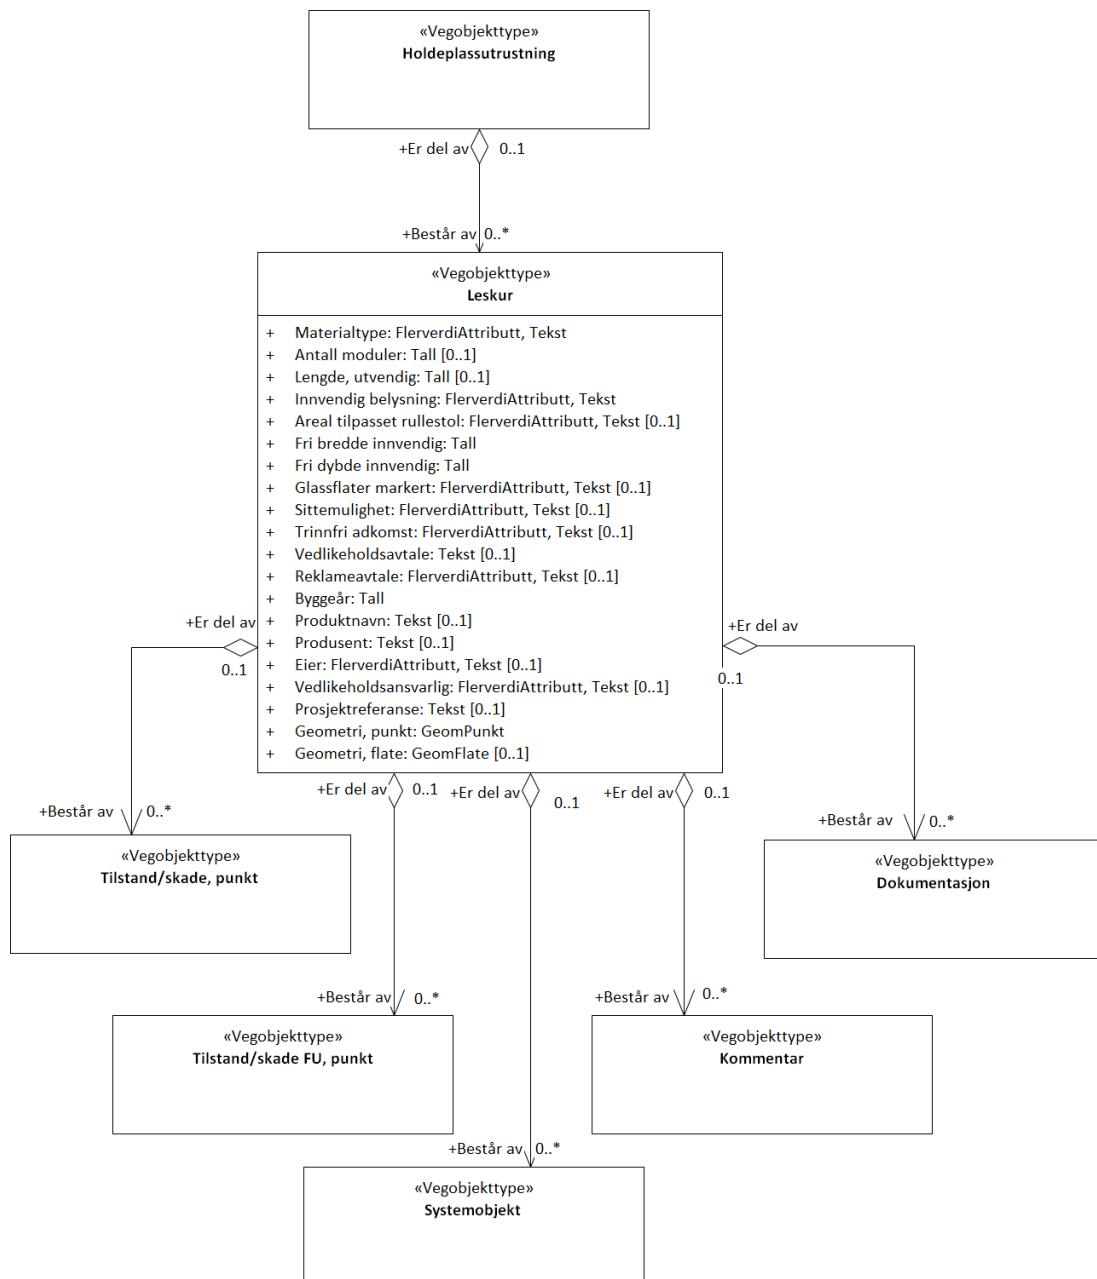 «Vegobjekttype»
Holdeplassutrustning
+Er del av 0..1
+Består av 0..*
«Vegobjekttype»
Leskur
+ Materialtype: FlerverdiAttributt, Tekst
+ Antall moduler: Tall [0..1]
+ Lengde, utvendig: Tall [0..1]
+ Innvendig belysning: FlerverdiAttributt, Tekst
+ Areal tilpasset rullestol: FlerverdiAttributt, Tekst [0..1]
+ Fri bredde innvendig: Tall
+ Fri dybde innvendig: Tall
+ Glassflater markert: FlerverdiAttributt, Tekst [0..1]
+ Sittemulighet: FlerverdiAttributt, Tekst [0..1]
+ Trinnfri adkomst: FlerverdiAttributt, Tekst [0..1]
+ Vedlikeholdsavtale: Tekst [0..1]
+ Reklameavtale: FlerverdiAttributt, Tekst [0..1]
+ Byggeår: Tall
+ Produktnavn: Tekst [0..1]
+ Produsent: Tekst [0..1]
+ Eier: FlerverdiAttributt, Tekst [0..1]
+ Vedlikeholdsansvarlig: FlerverdiAttributt, Tekst [0..1]
+ Prosjektreferanse: Tekst [0..1]
+ Geometri, punkt: GeomPunkt
+ Geometri, flate: GeomFlate [0..1]
+Er del av
0..1
+Består av 0..*
«Vegobjekttype»
Tilstand/skade, punkt
+Er del av
0..1
+Består av 0..*
«Vegobjekttype»
Dokumentasjon
+Er del av 0..1
+Består av 0..*
«Vegobjekttype»
Tilstand/skade FU, punkt
+Er del av 0..1
+Består av 0..*
«Vegobjekttype»
Systemobjekt
+Er del av 0..1
+Består av 0..*
«Vegobjekttype»
Kommentar